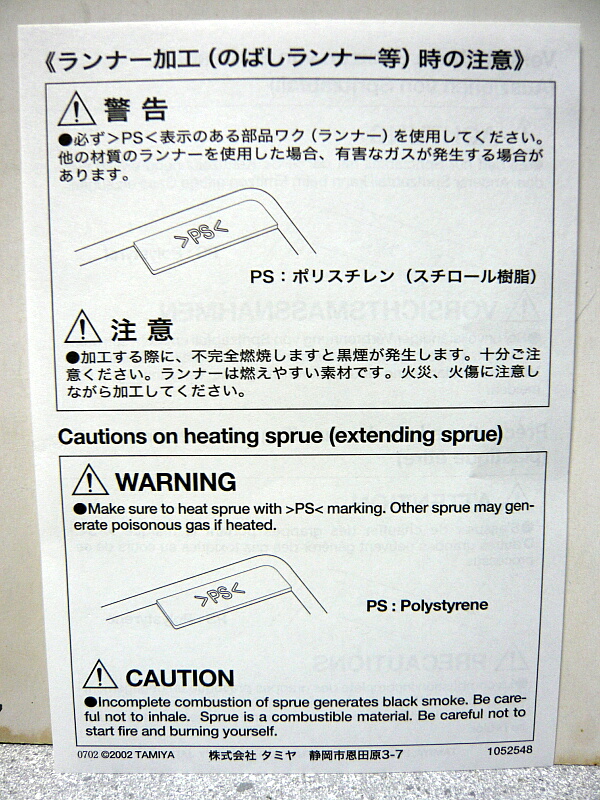 《ランナー加工（のばしランナー等）時の注意》
警告
●必ず>PS<表示のある部品ワク（ランナー）を使用してください。
他の材質のランナーを使用した場合、有害なガスが発生する場合が
あります。
>PS<
PS：ポリスチレン（スチロール樹脂）
注意
●加工する際に、不完全燃焼しますと黒煙が発生します。十分ご注
意ください。ランナーは燃えやすい素材です。火災、火傷に注意し
ながら加工してください。
Cautions on heating sprue (extending sprue)
WARNING
●Make sure to heat sprue with >PS< marking. Other sprue may gen-
erate poisonous gas if heated.
>PS<
PS : Polystyrene
CAUTION
●Incomplete combustion of sprue generates black smoke. Be care-
ful not to inhale. Sprue is a combustible material. Be careful not to
start fire and burning yourself.
0702 ©2002 TAMIYA 株式会社 タミヤ 静岡市恩田原3-7 1052548